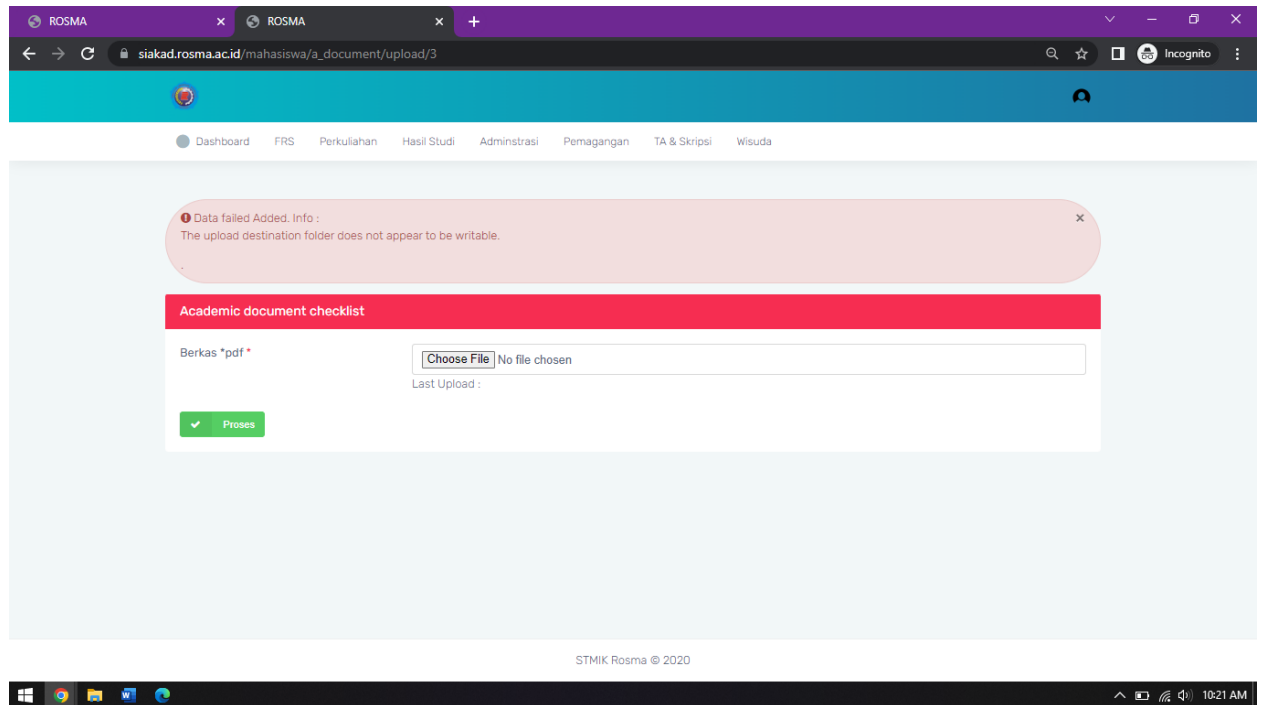 ROSMA
ROSMA
siakad.rosma.ac.id/mahasiswa/a_document/upload/3
Incognito
Dashboard FRS Perkuliahan Hasil Studi Adminstrasi Pemagangan TA & Skripsi Wisuda
Data failed Added. Info :
The upload destination folder does not appear to be writable.
.
Academic document checklist
Berkas *pdf *
Choose File No file chosen
Last Upload :
Proses
STMIK Rosma © 2020
10:21 AM